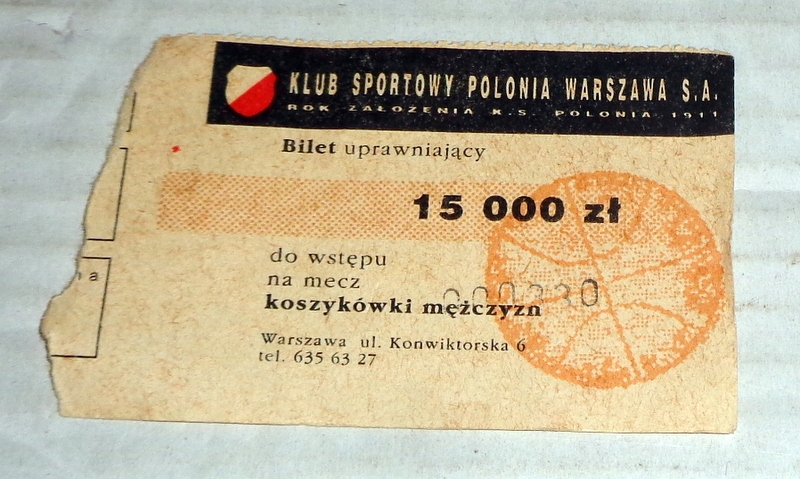 KLUB SPORTOWY POLONIA WARSZAWA S.A.
ROK ZAŁOŻENIA K.S. POLONIA 1911
Bilet uprawniający
15 000 zł
do wstępu
na mecz
000330
koszykówki mężczyzn
Warszawa ul. Konwiktorska 6
tel. 635 63 27
a